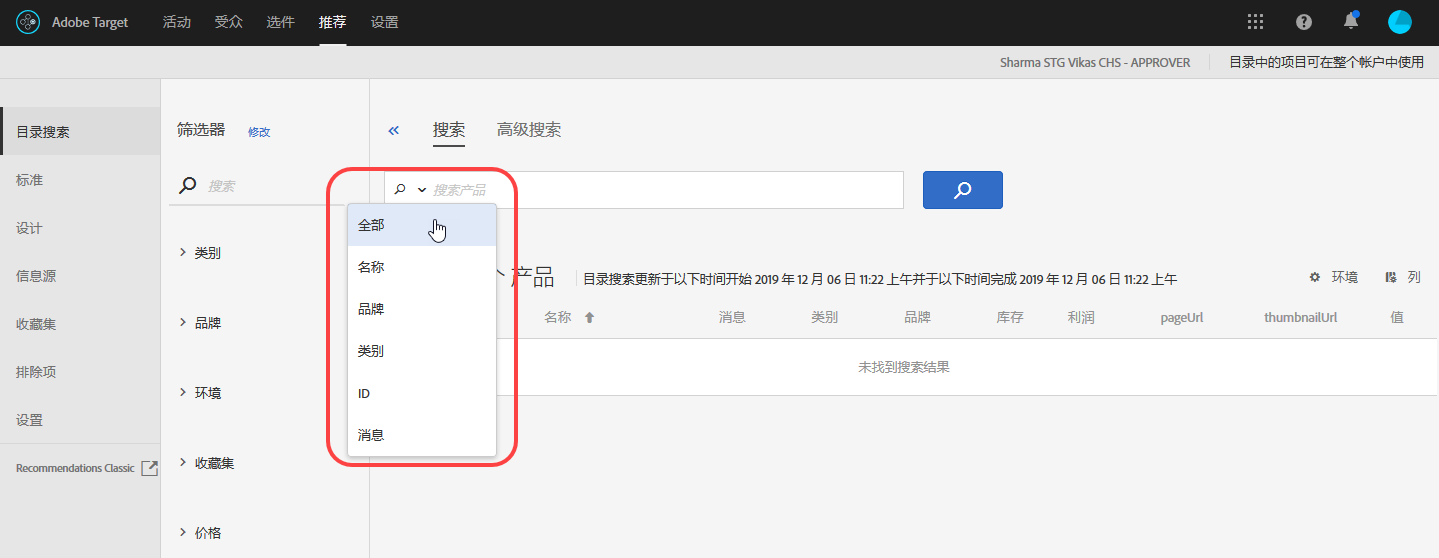 Adobe Target 活动 受众 选件 推荐 设置
Sharma STG Vikas CHS - APPROVER 目录中的项目可在整个帐户中使用
目录搜索
标准
设计
信息源
收藏集
排除项
设置
Recommendations Classic
筛选器 修改
搜索
类别
品牌
环境
收藏集
价格
搜索 高级搜索
搜索产品
全部
名称
品牌
类别
ID
消息
个产品 目录搜索更新于以下时间开始 2019 年 12 月 06 日 11:22 上午并于以下时间完成 2019 年 12 月 06 日 11:22 上午 环境 列
名称 消息 类别 品牌 库存 利润 pageUrl thumbnailUrl 值
未找到搜索结果